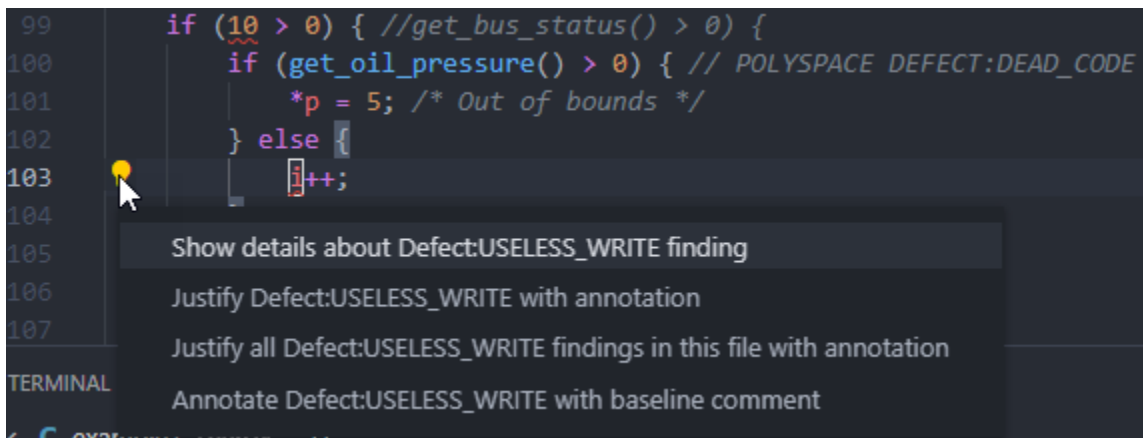 99 if (10 > 0) { //get_bus_status() > 0) {
100 if (get_oil_pressure() > 0) { // POLYSPACE DEFECT:DEAD_CODE
101 *p = 5; /* Out of bounds */
102 } else {
103 i++;
104
Show details about Defect:USELESS_WRITE finding
105
Justify Defect:USELESS_WRITE with annotation
106
107
Justify all Defect:USELESS_WRITE findings in this file with annotation
TERMINAL
Annotate Defect:USELESS_WRITE with baseline comment